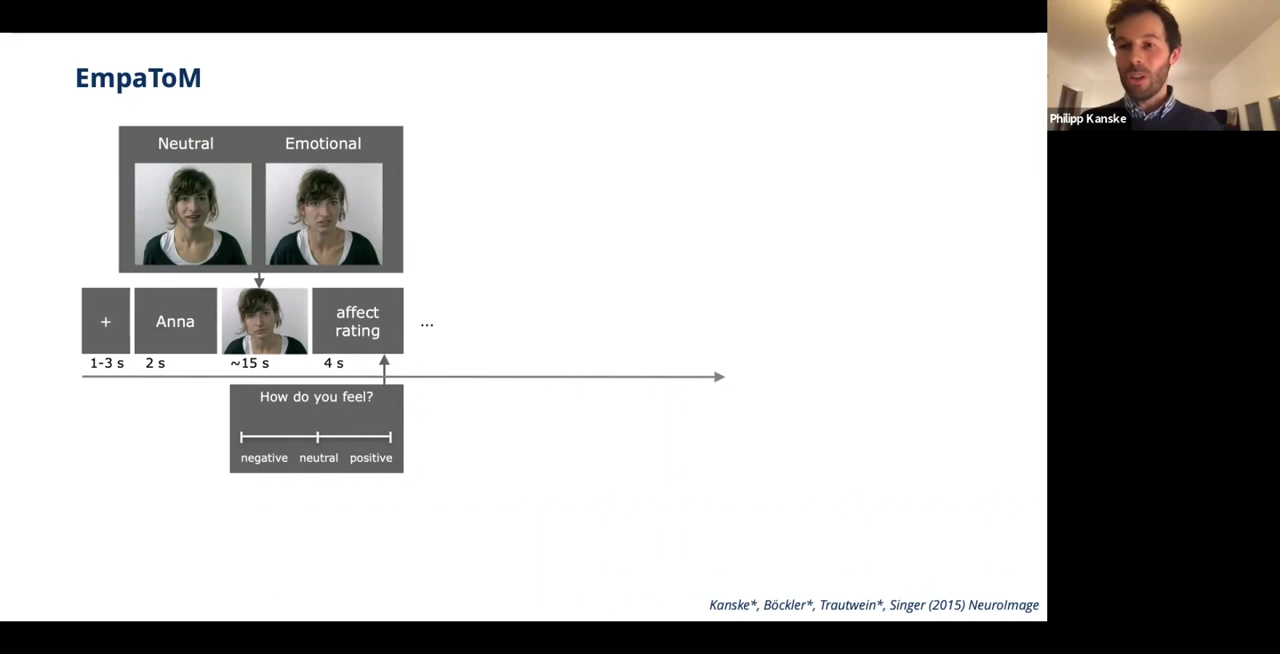 EmpaToM
Neutral Emotional
+
Anna
affect
rating
...
1-3 s 2 s ~15 s 4 s
How do you feel?
negative neutral positive
Kanske*, Böckler*, Trautwein*, Singer (2015) NeuroImage
Philipp Kanske